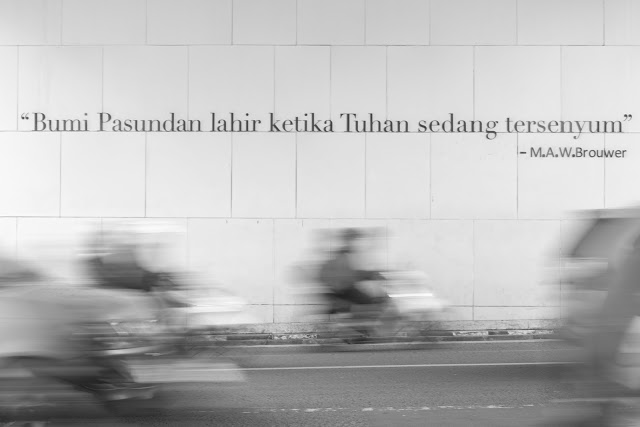 “Bumi Pasundan lahir ketika Tuhan sedang tersenyum”
– M.A.W.Brouwer